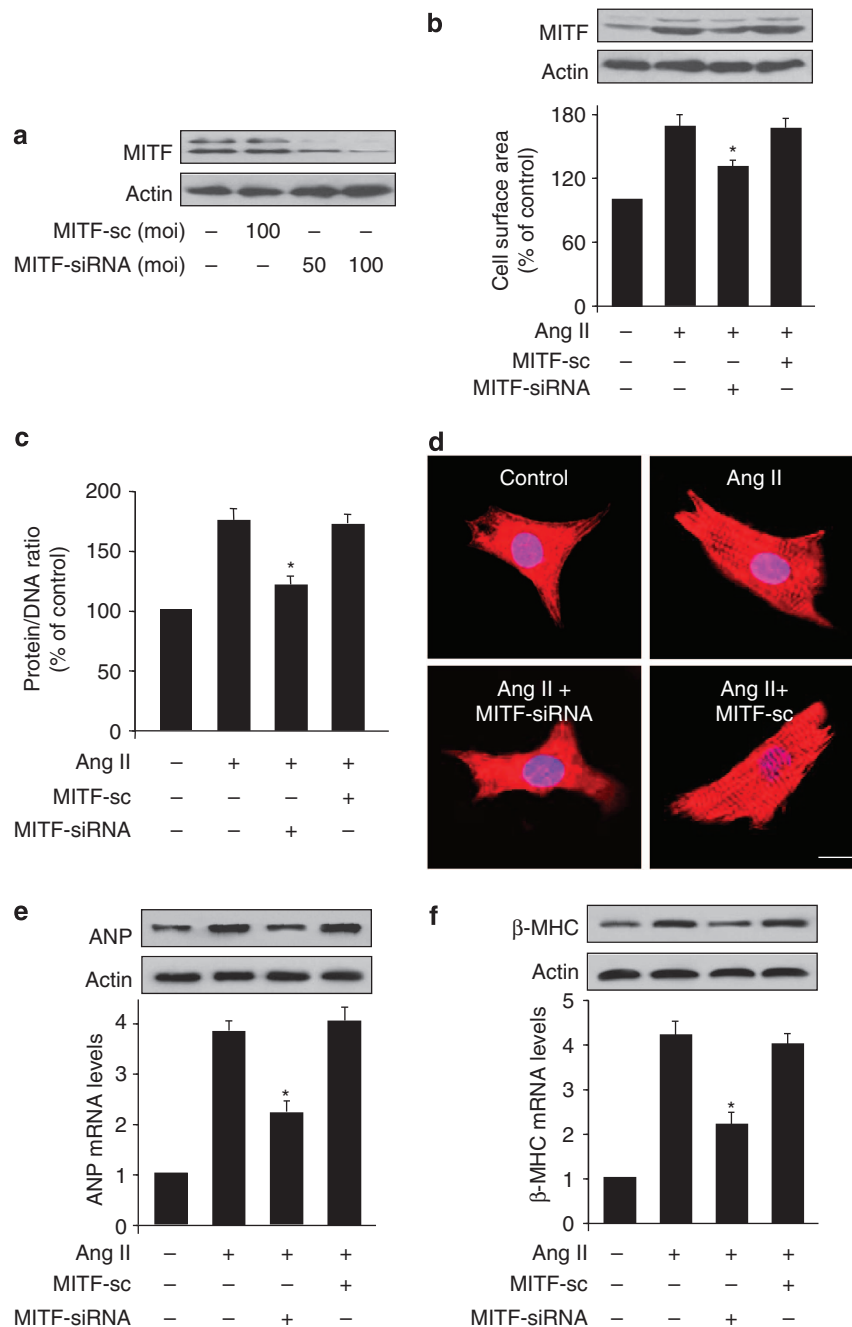 a
MITF
Actin
MITF-sc (moi) – 100 – –
MITF-siRNA (moi) – – 50 100
b
MITF
Actin
180
120
60
0
Cell surface area
(% of control)
*
Ang II – + + +
MITF-sc – – – +
MITF-siRNA – – + –
c
200
150
100
50
0
Protein/DNA ratio
(% of control)
*
Ang II – + + +
MITF-sc – – – +
MITF-siRNA – – + –
d
Control
Ang II
Ang II +
MITF-siRNA
Ang II+
MITF-sc
e
ANP
Actin
4
3
2
1
0
ANP mRNA levels
*
Ang II – + + +
MITF-sc – – – +
MITF-siRNA – – + –
f
β-MHC
Actin
5
4
3
2
1
0
β-MHC mRNA levels
*
Ang II – + + +
MITF-sc – – – +
MITF-siRNA – – + –